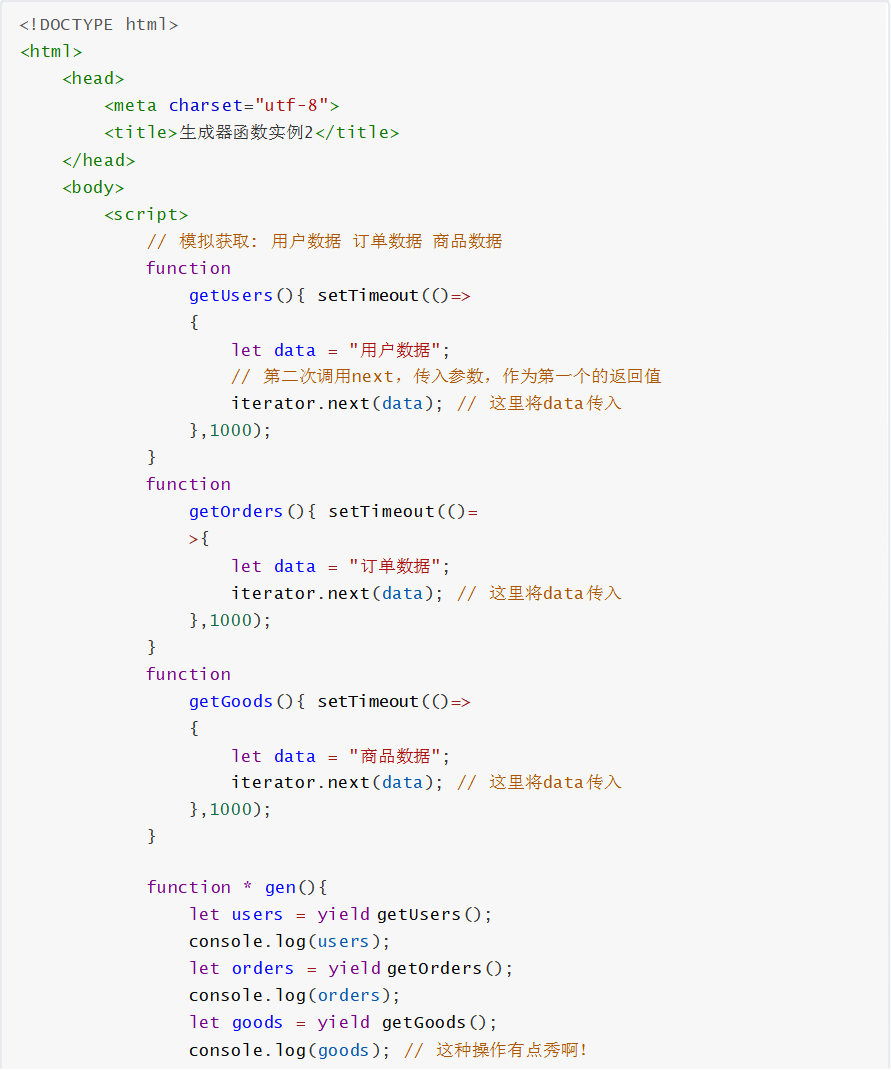 <!DOCTYPE html>
<html>
    <head>
        <meta charset="utf-8">
        <title>生成器函数实例2</title>
    </head>
    <body>
        <script>
            // 模拟获取: 用户数据 订单数据 商品数据
            function
                getUsers(){ setTimeout(()=>
                {
                    let data = "用户数据";
                    // 第二次调用next，传入参数，作为第一个的返回值
                    iterator.next(data); // 这里将data传入
                },1000);
            }
            function
                getOrders(){ setTimeout(()=
                >{
                    let data = "订单数据";
                    iterator.next(data); // 这里将data传入
                },1000);
            }
            function
                getGoods(){ setTimeout(()=>
                {
                    let data = "商品数据";
                    iterator.next(data); // 这里将data传入
                },1000);
            }

            function * gen(){
                let users = yield getUsers();
                console.log(users);
                let orders = yield getOrders();
                console.log(orders);
                let goods = yield getGoods();
                console.log(goods); // 这种操作有点秀啊！